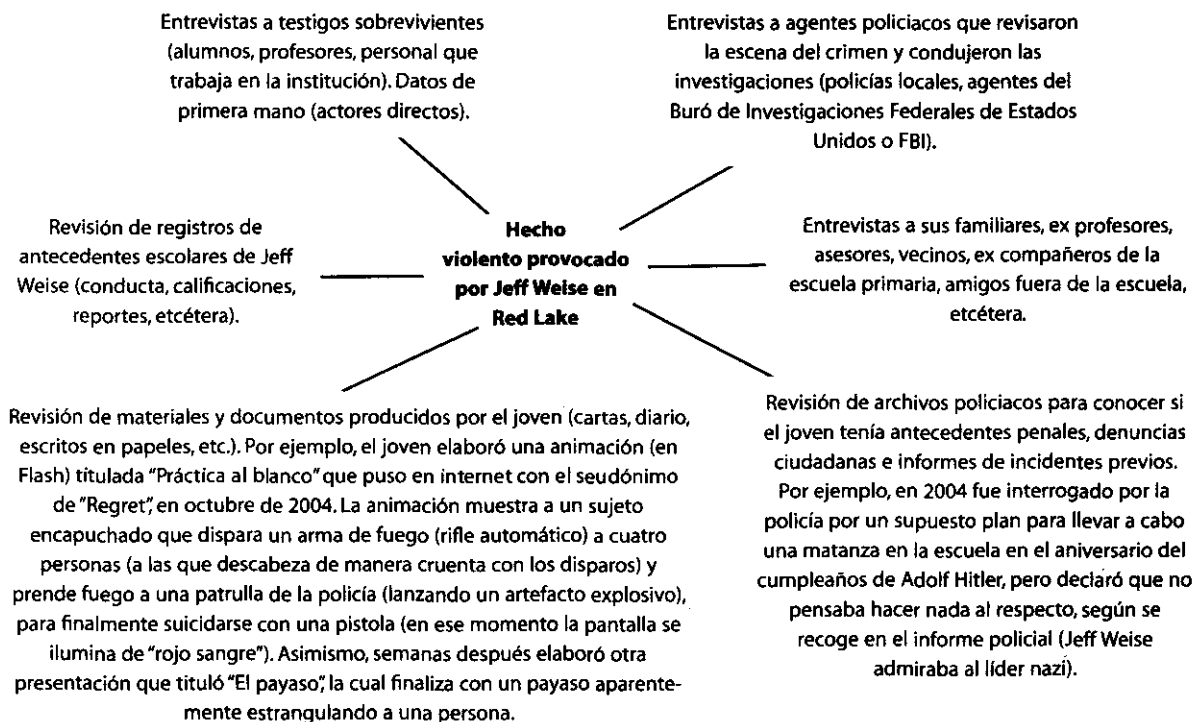 Entrevistas a testigos sobrevivientes
(alumnos, profesores, personal que
trabaja en la institución). Datos de
primera mano (actores directos).
Entrevistas a agentes policiacos que revisaron
la escena del crimen y condujeron las
investigaciones (policías locales, agentes del
Buró de Investigaciones Federales de Estados
Unidos o FBI).
Revisión de registros de
antecedentes escolares de Jeff
Weise (conducta, calificaciones,
reportes, etcétera).
Hecho
violento provocado
por Jeff Weise en
Red Lake
Entrevistas a sus familiares, ex profesores,
asesores, vecinos, ex compañeros de la
escuela primaria, amigos fuera de la escuela,
etcétera.
Revisión de materiales y documentos producidos por el joven (cartas, diario,
escritos en papeles, etc.). Por ejemplo, el joven elaboró una animación (en
Flash) titulada "Práctica al blanco" que puso en internet con el seudónimo
de "Regret", en octubre de 2004. La animación muestra a un sujeto
encapuchado que dispara un arma de fuego (rifle automático) a cuatro
personas (a las que descabeza de manera cruenta con los disparos) y
prende fuego a una patrulla de la policía (lanzando un artefacto explosivo),
para finalmente suicidarse con una pistola (en ese momento la pantalla se
ilumina de "rojo sangre"). Asimismo, semanas después elaboró otra
presentación que tituló "El payaso", la cual finaliza con un payaso aparente-
mente estrangulando a una persona.
Revisión de archivos policiacos para conocer si
el joven tenía antecedentes penales, denuncias
ciudadanas e informes de incidentes previos.
Por ejemplo, en 2004 fue interrogado por la
policía por un supuesto plan para llevar a cabo
una matanza en la escuela en el aniversario del
cumpleaños de Adolf Hitler, pero declaró que no
pensaba hacer nada al respecto, según se
recoge en el informe policial (Jeff Weise
admiraba al líder nazi).